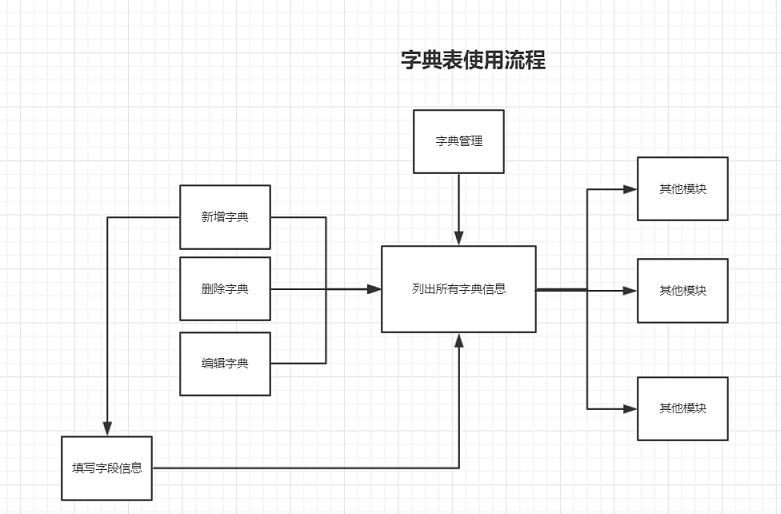 字典表使用流程
字典管理
其他模块
新增字典
删除字典
列出所有字典信息
其他模块
编辑字典
其他模块
填写字段信息